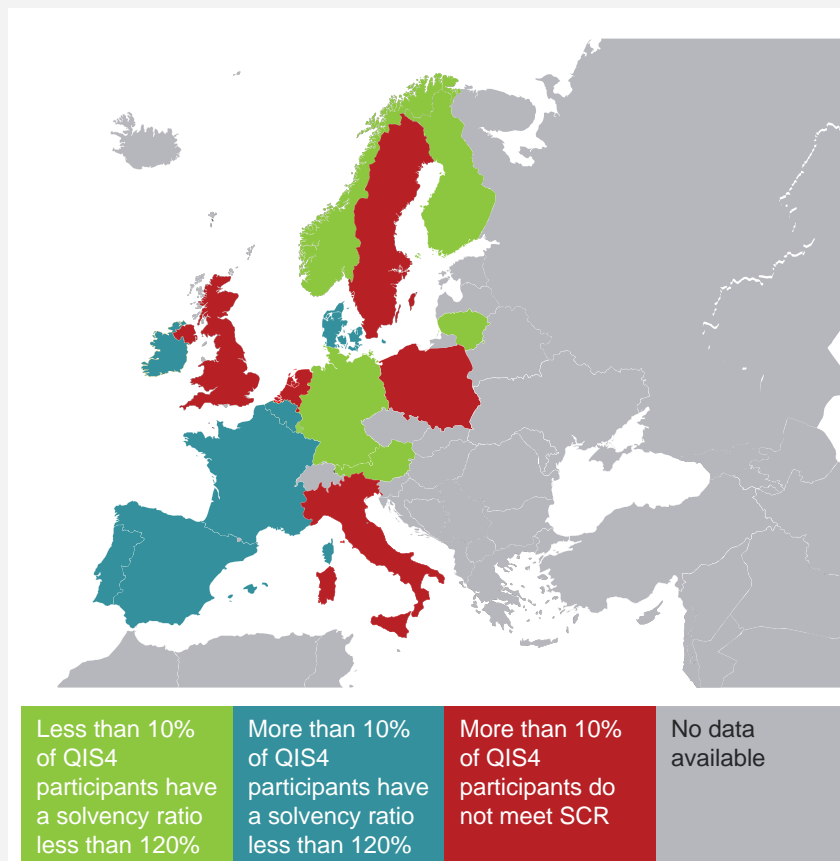 Less than 10%
of QIS4
participants have
a solvency ratio
less than 120%
More than 10%
of QIS4
participants have
a solvency ratio
less than 120%
More than 10%
of QIS4
participants do
not meet SCR
No data
available